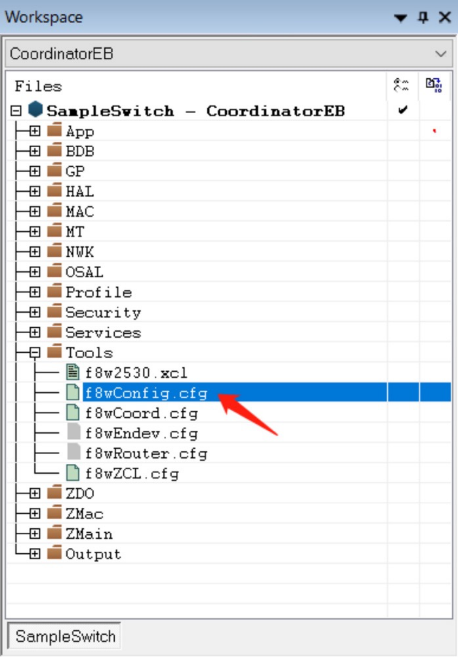 Workspace
CoordinatorEB
Files
SampleSwitch - CoordinatorEB
App
BDB
GP
HAL
MAC
MT
NWK
OSAL
Profile
Security
Services
Tools
f8w2530.xcl
f8wConfig.cfg
f8wCoord.cfg
f8wEndev.cfg
f8wRouter.cfg
f8wZCL.cfg
ZDO
ZMac
ZMain
Output
SampleSwitch